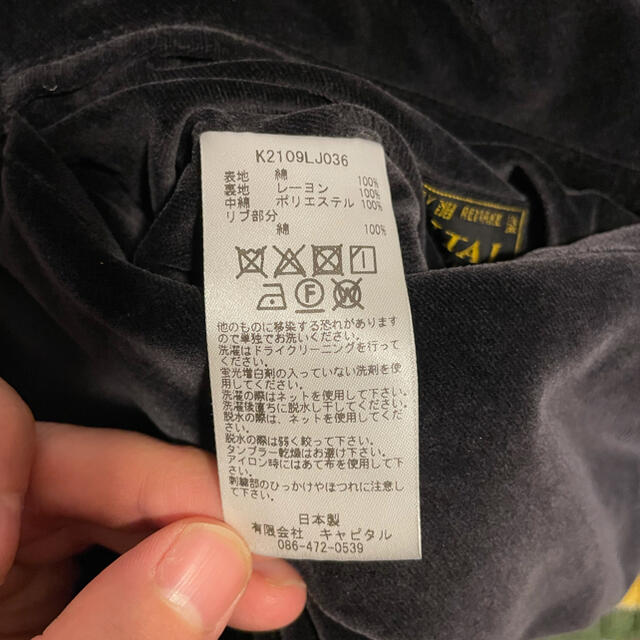 K2109LJ036
表地 綿 100%
裏地 レーヨン 100%
中綿 ポリエステル 100%
リブ部分
綿 100%
F W
他のものに移染する恐れがあります
ので単独でお洗いください。
洗濯はドライクリーニングを行って
ください。
蛍光増白剤の入っていない洗剤を使
用してください。
洗濯の際はネットを使用して下さい。
洗濯後直ちに脱水し干してください。
脱水の際は、ネットを使用してくだ
さい。
脱水の際は弱く絞って下さい。
タンブラー乾燥はお避け下さい。
アイロン時にはあて布を使用して下
さい。
刺繍部のひっかけやほつれに注意し
て下さい。
日本製
有限会社 キャピタル
086-472-0539
REMAKE
TAL